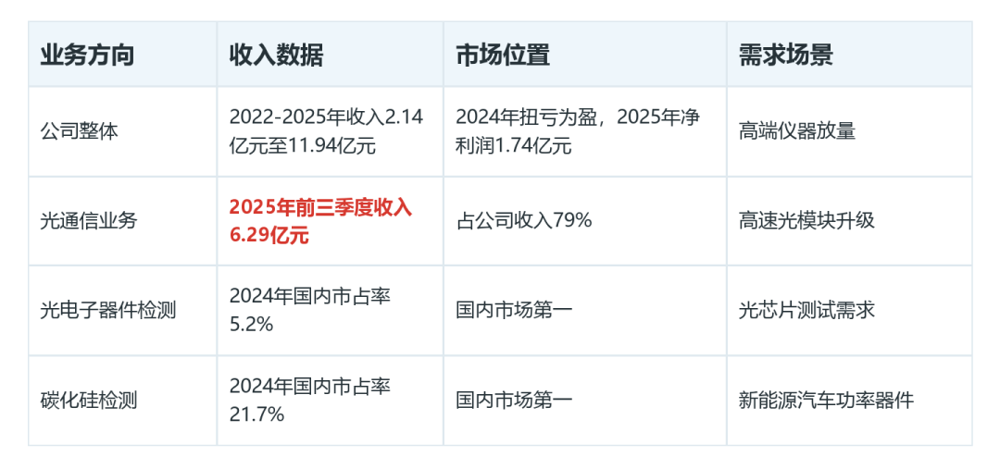 业务方向
收入数据
市场位置
需求场景
公司整体
2022-2025年收入2.14
亿元至11.94亿元
2024年扭亏为盈，2025年净
利润1.74亿元
高端仪器放量
光通信业务
2025年前三季度收入
6.29亿元
占公司收入79%
高速光模块升级
光电子器件检测
2024年国内市占率
5.2%
国内市场第一
光芯片测试需求
碳化硅检测
2024年国内市占率
21.7%
国内市场第一
新能源汽车功率器件